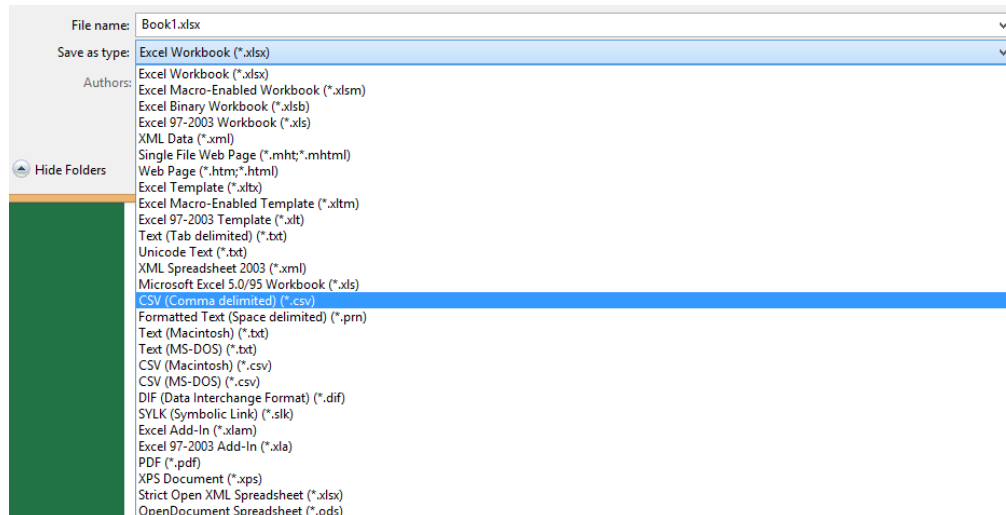 File name: Book1.xlsx
Save as type: Excel Workbook (*.xlsx)
Authors:
Excel Workbook (*.xlsx)
Excel Macro-Enabled Workbook (*.xlsm)
Excel Binary Workbook (*.xlsb)
Excel 97-2003 Workbook (*.xls)
XML Data (*.xml)
Single File Web Page (*.mht;*.mhtml)
Hide Folders
Web Page (*.htm;*.html)
Excel Template (*.xltx)
Excel Macro-Enabled Template (*.xltm)
Excel 97-2003 Template (*.xlt)
Text (Tab delimited) (*.txt)
Unicode Text (*.txt)
XML Spreadsheet 2003 (*.xml)
Microsoft Excel 5.0/95 Workbook (*.xls)
CSV (Comma delimited) (*.csv)
Formatted Text (Space delimited) (*.prn)
Text (Macintosh) (*.txt)
Text (MS-DOS) (*.txt)
CSV (Macintosh) (*.csv)
CSV (MS-DOS) (*.csv)
DIF (Data Interchange Format) (*.dif)
SYLK (Symbolic Link) (*.slk)
Excel Add-In (*.xlam)
Excel 97-2003 Add-In (*.xla)
PDF (*.pdf)
XPS Document (*.xps)
Strict Open XML Spreadsheet (*.xlsx)
OpenDocument Spreadsheet (*.ods)